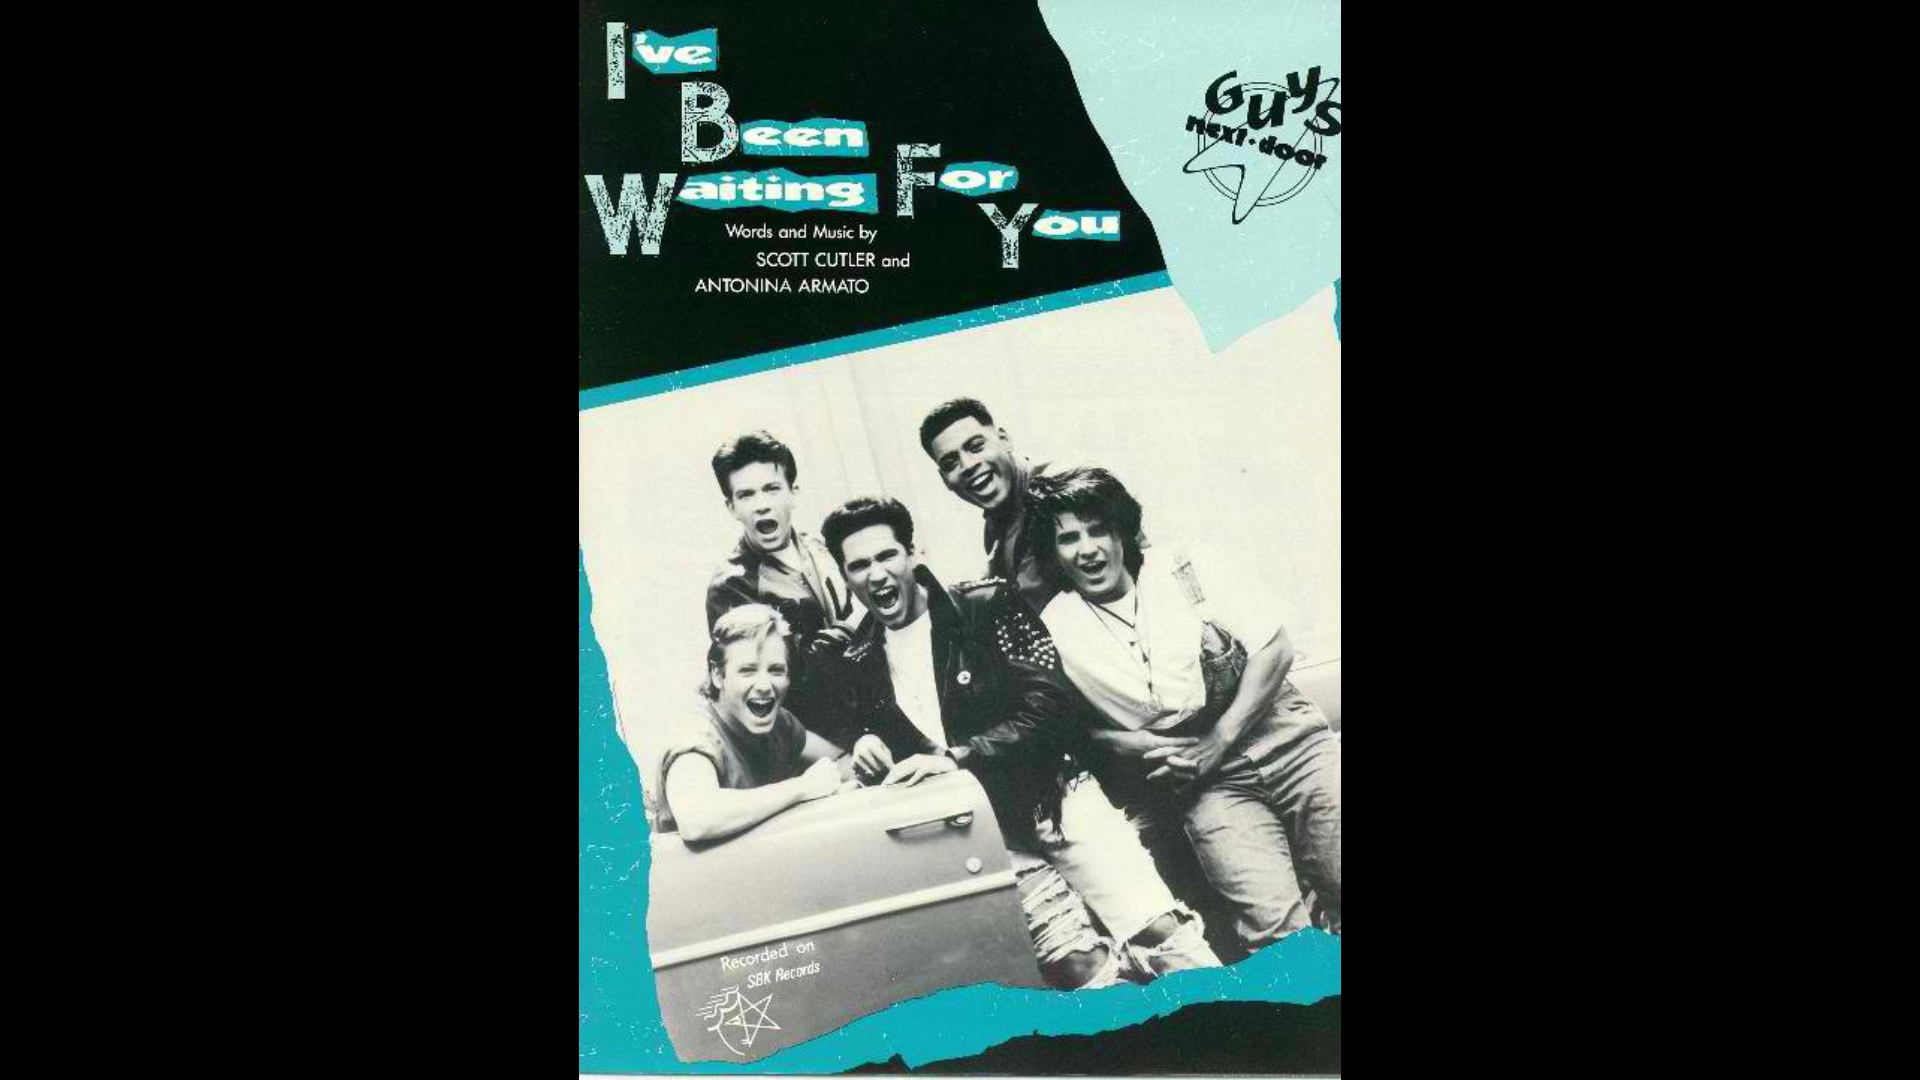 I've
Been
Waiting For
You
Words and Music by
SCOTT CUTLER and
ANTONINA ARMATO
Guys
next•door
Recorded on
SBK Records